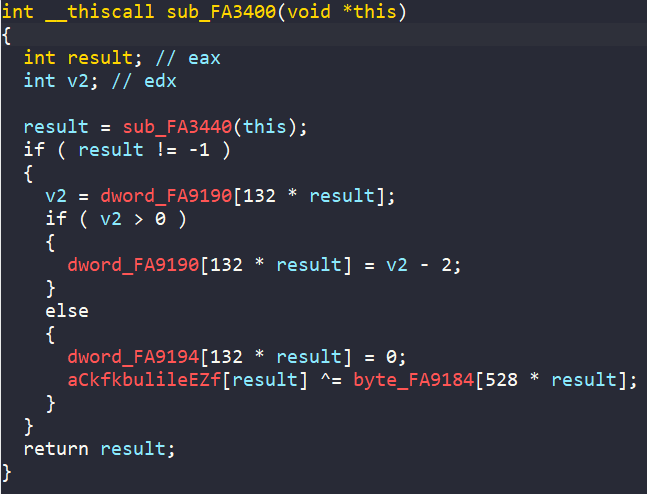 int __thiscall sub_FA3400(void *this)
{
  int result; // eax
  int v2; // edx

  result = sub_FA3440(this);
  if ( result != -1 )
  {
    v2 = dword_FA9190[132 * result];
    if ( v2 > 0 )
    {
      dword_FA9190[132 * result] = v2 - 2;
    }
    else
    {
      dword_FA9194[132 * result] = 0;
      aCkfkbulileEZf[result] ^= byte_FA9184[528 * result];
    }
  }
  return result;
}